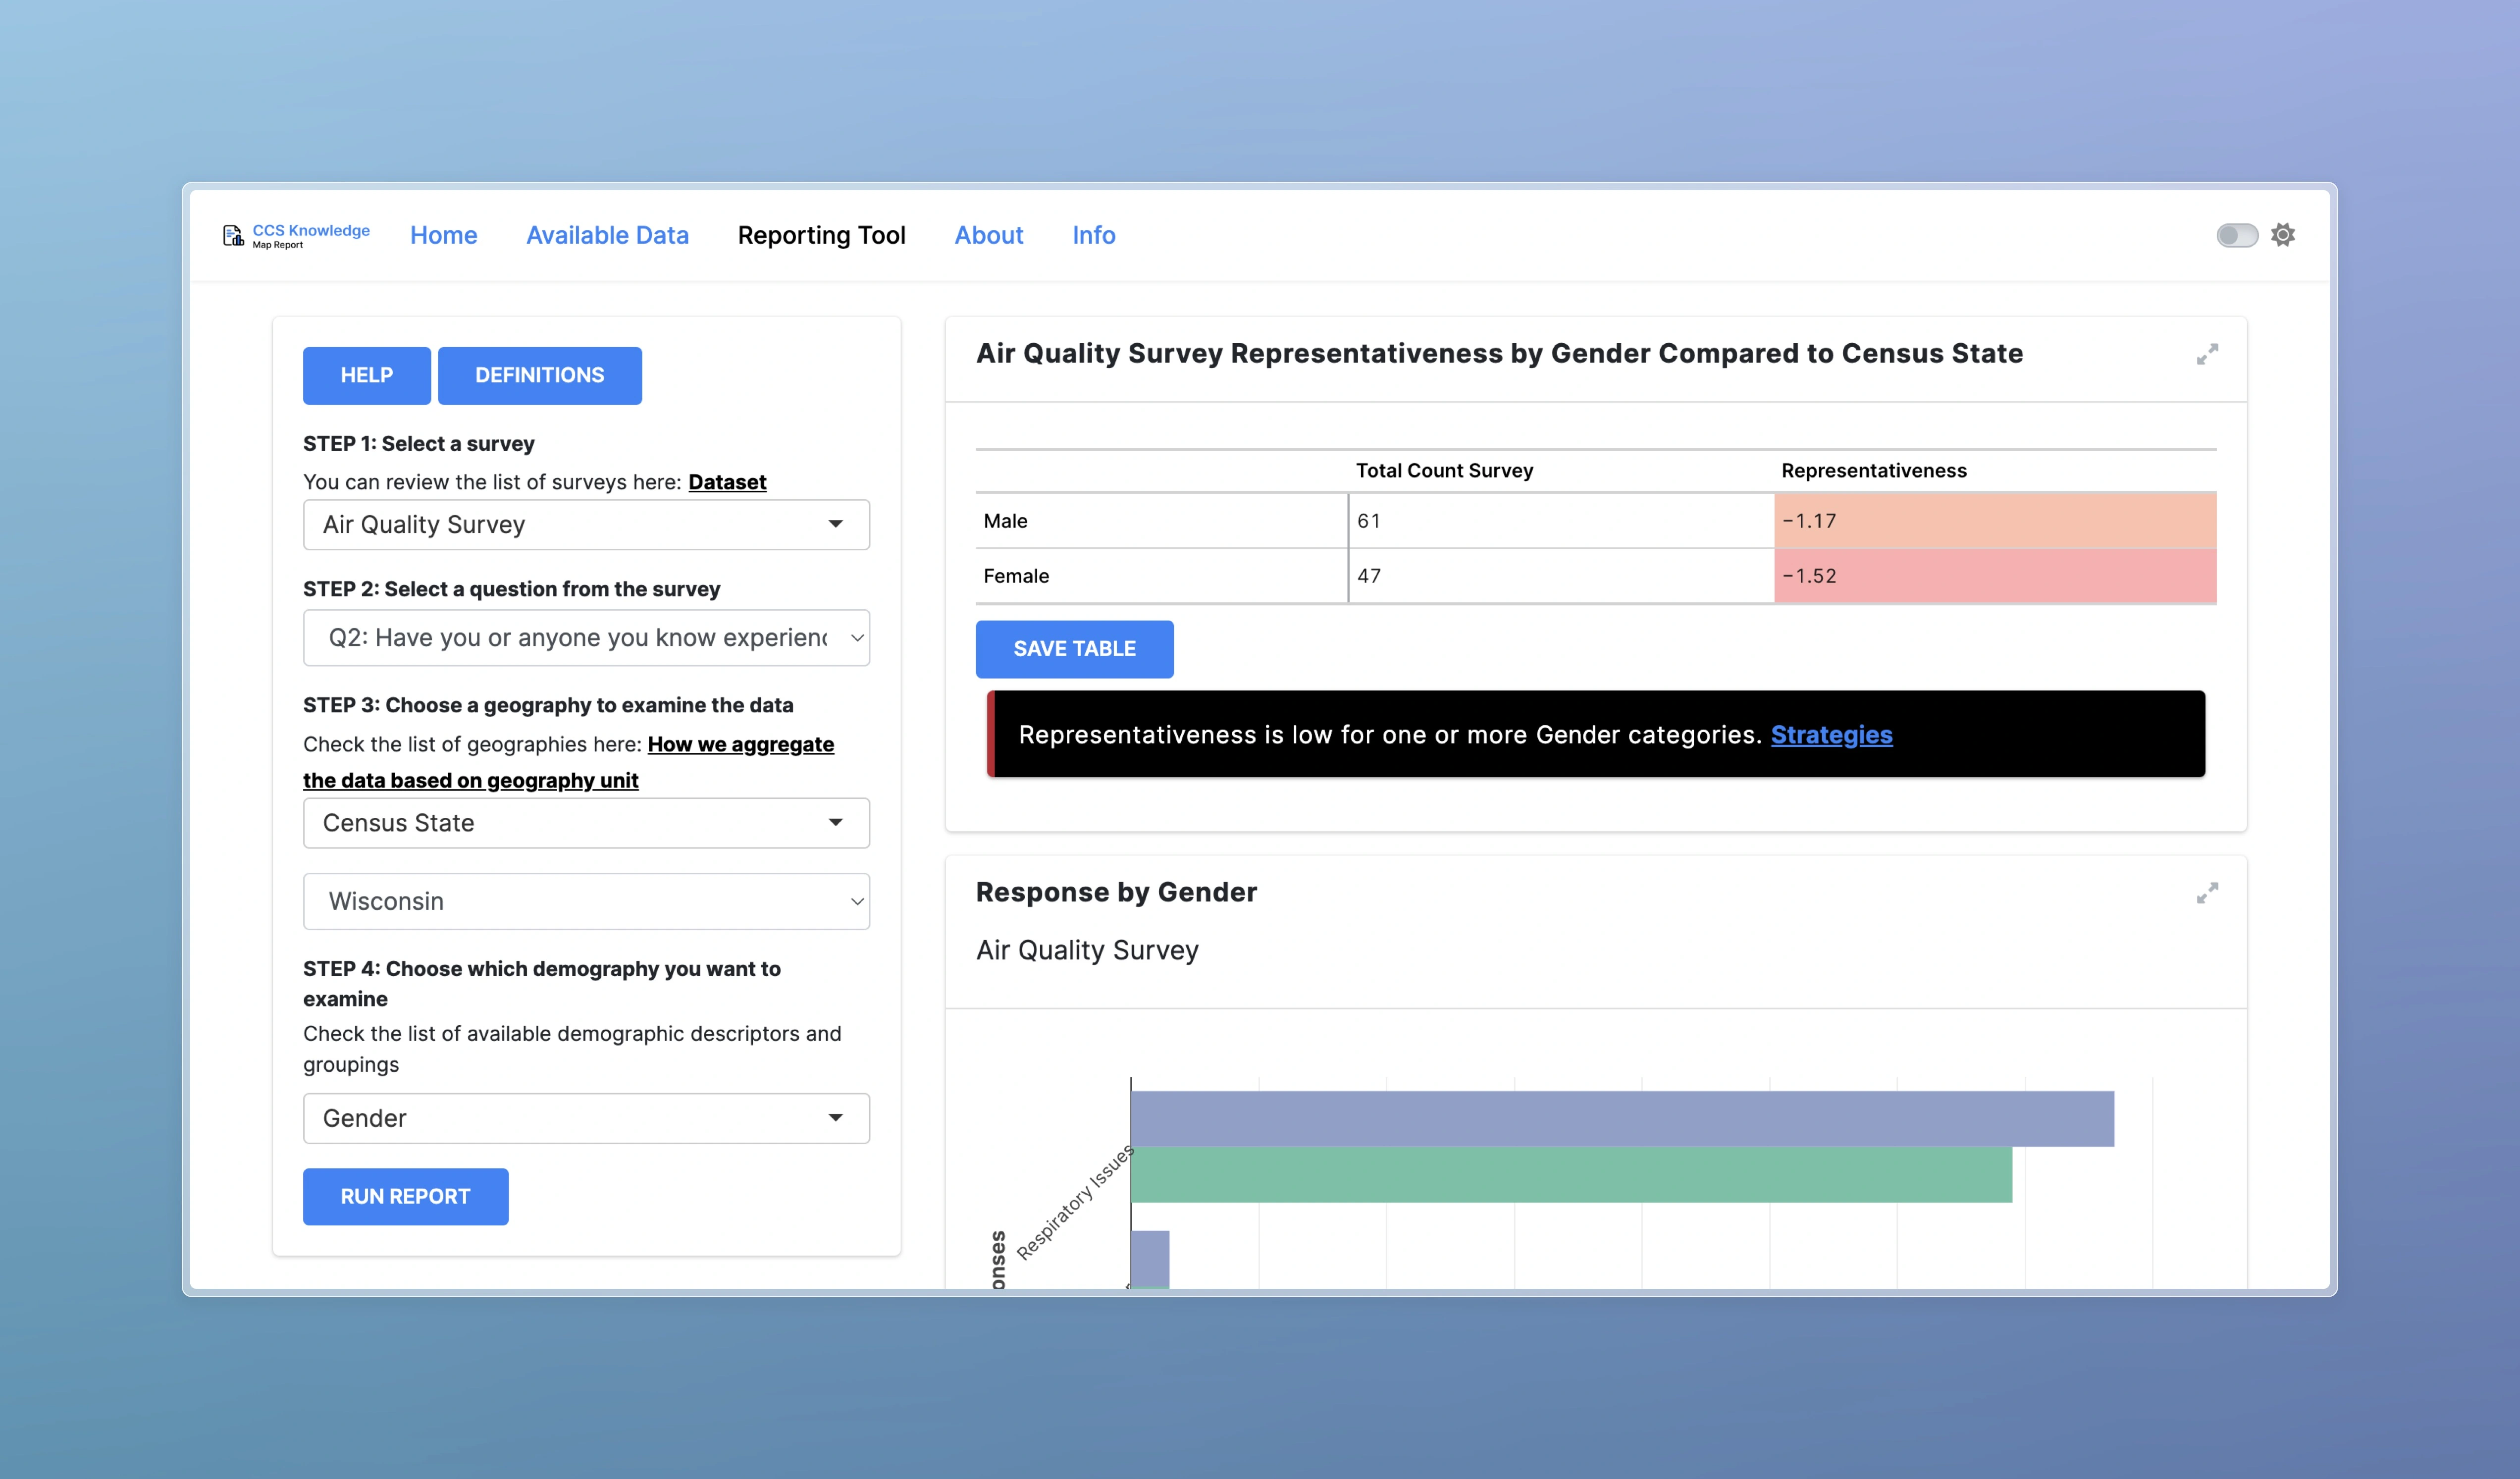 CCS Knowledge
Map Report
Home
Available Data
Reporting Tool
About
Info
HELP
DEFINITIONS
STEP 1: Select a survey
You can review the list of surveys here: Dataset
Air Quality Survey
STEP 2: Select a question from the survey
Q2: Have you or anyone you know experienc
STEP 3: Choose a geography to examine the data
Check the list of geographies here: How we aggregate
the data based on geography unit
Census State
Wisconsin
STEP 4: Choose which demography you want to
examine
Check the list of available demographic descriptors and
groupings
Gender
RUN REPORT
Air Quality Survey Representativeness by Gender Compared to Census State
Total Count Survey
Representativeness
Male
61
−1.17
Female
47
−1.52
SAVE TABLE
Representativeness is low for one or more Gender categories. Strategies
Response by Gender
Air Quality Survey
Respiratory Issues
onses